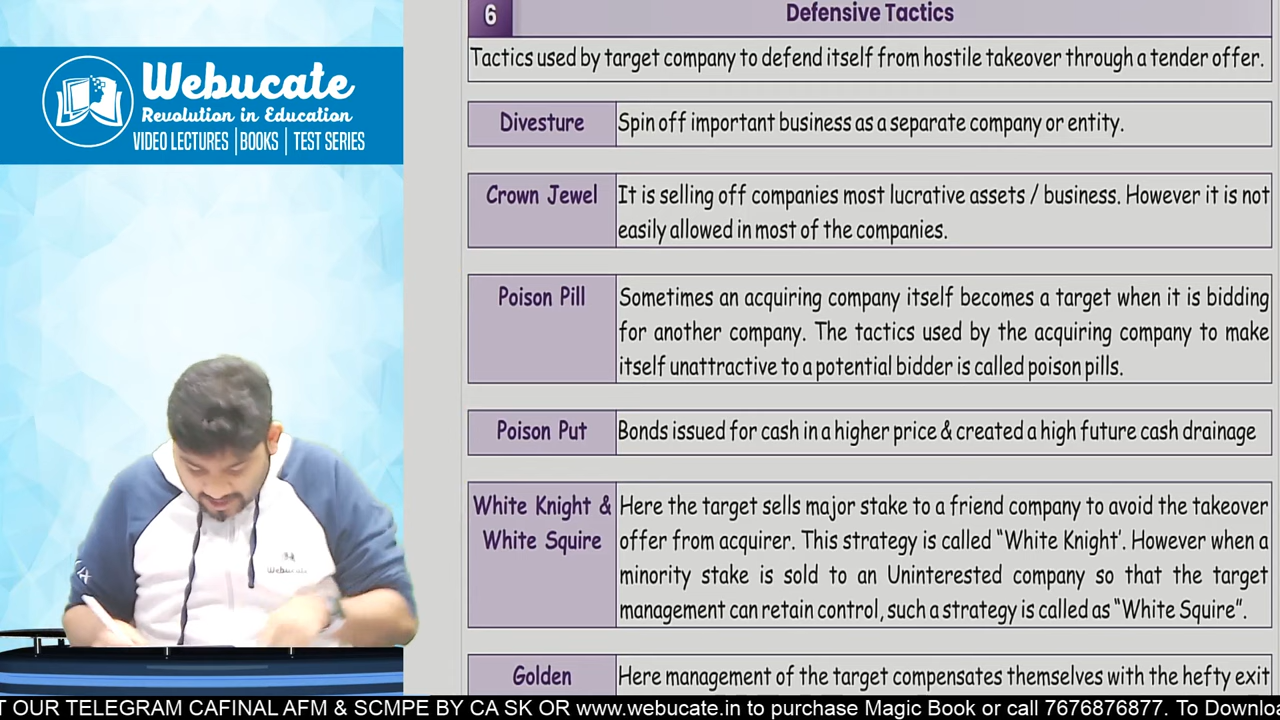 Webucate
Revolution in Education
VIDEO LECTURES | BOOKS | TEST SERIES
6
Defensive Tactics
Tactics used by target company to defend itself from hostile takeover through a tender offer.
Divesture
Spin off important business as a separate company or entity.
Crown Jewel
It is selling off companies most lucrative assets / business. However it is not
easily allowed in most of the companies.
Poison Pill
Sometimes an acquiring company itself becomes a target when it is bidding
for another company. The tactics used by the acquiring company to make
itself unattractive to a potential bidder is called poison pills.
Poison Put
Bonds issued for cash in a higher price & created a high future cash drainage
White Knight &
White Squire
Here the target sells major stake to a friend company to avoid the takeover
offer from acquirer. This strategy is called “White Knight’. However when a
minority stake is sold to an Uninterested company so that the target
management can retain control, such a strategy is called as “White Squire”.
Golden
Here management of the target compensates themselves with the hefty exit
Webucate
T OUR TELEGRAM CAFINAL AFM & SCMPE BY CA SK OR www.webucate.in to purchase Magic Book or call 7676876877. To Downloa